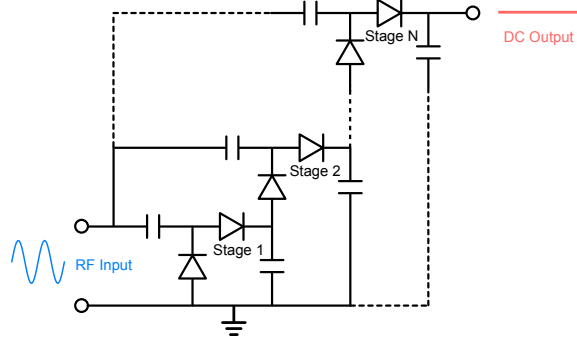 Stage N
DC Output
Stage 2
Stage 1
RF Input